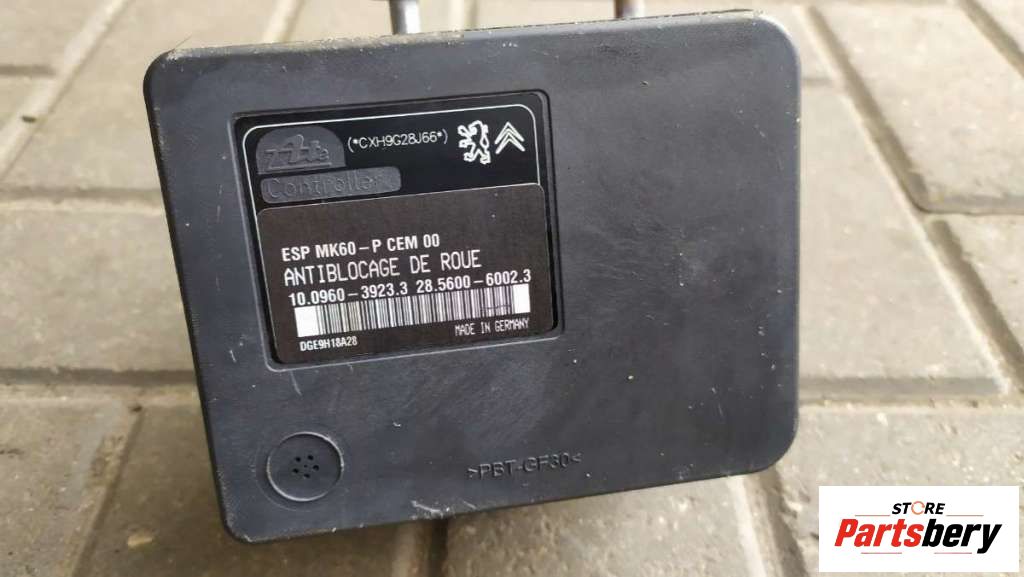 (*CXH9G28J66*)
ate
Controller
ESP MK60-P CEM 00
ANTIBLOCAGE DE ROUE
10.0960-3923.3 28.5600-6002.3
DGE9H18A28
MADE IN GERMANY
>PBT-GF30<
STORE
Partsbery